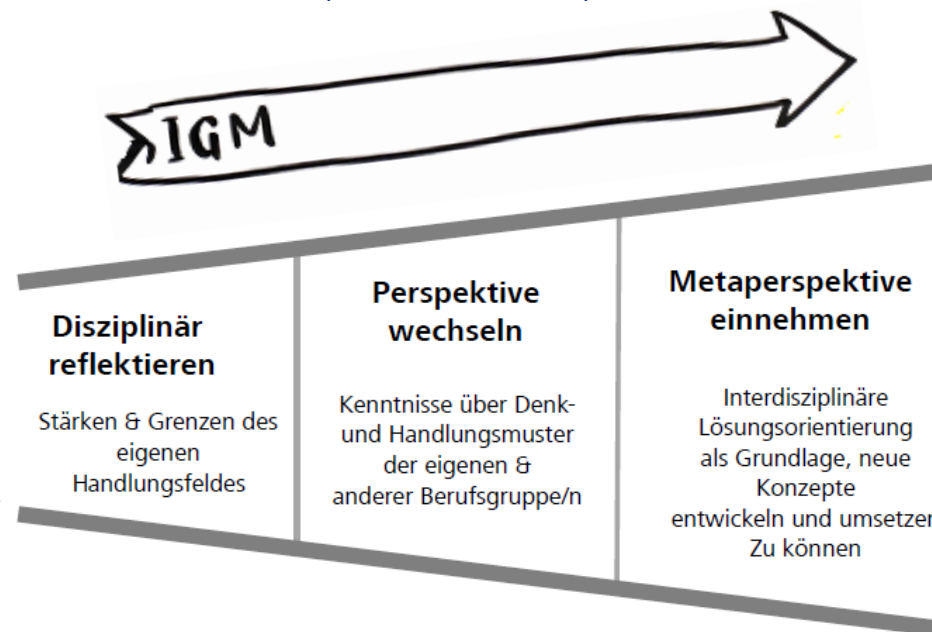 IGM
Disziplinär
reflektieren
Stärken & Grenzen des
eigenen
Handlungsfeldes
Perspektive
wechseln
Kenntnisse über Denk-
und Handlungsmuster
der eigenen &
anderer Berufsgruppe/n
Metaperspektive
einnehmen
Interdisziplinäre
Lösungsorientierung
als Grundlage, neue
Konzepte
entwickeln und umsetzen
Zu können